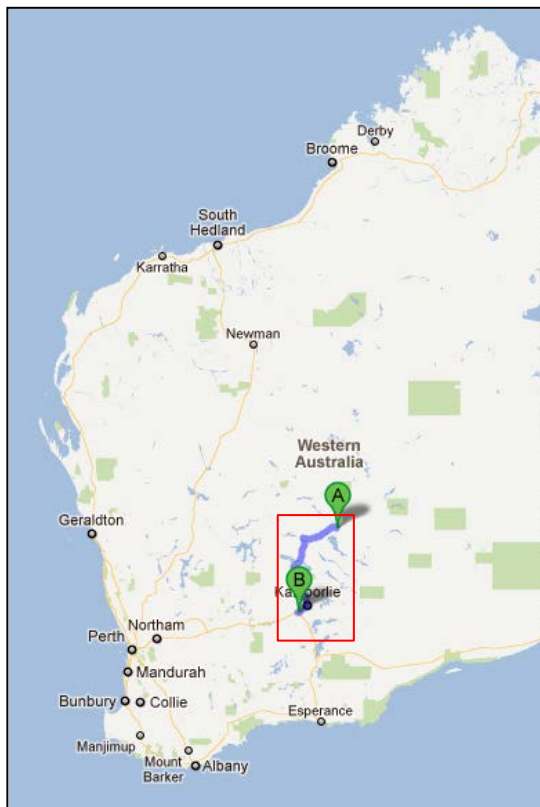 Derby
Broome
South
Hedland
Karratha
Newman
Western
Australia
A
Geraldton
B
Northam
Perth
Mandurah
Bunbury
Collie
Esperance
Manjimup
Mount
Barker
Albany